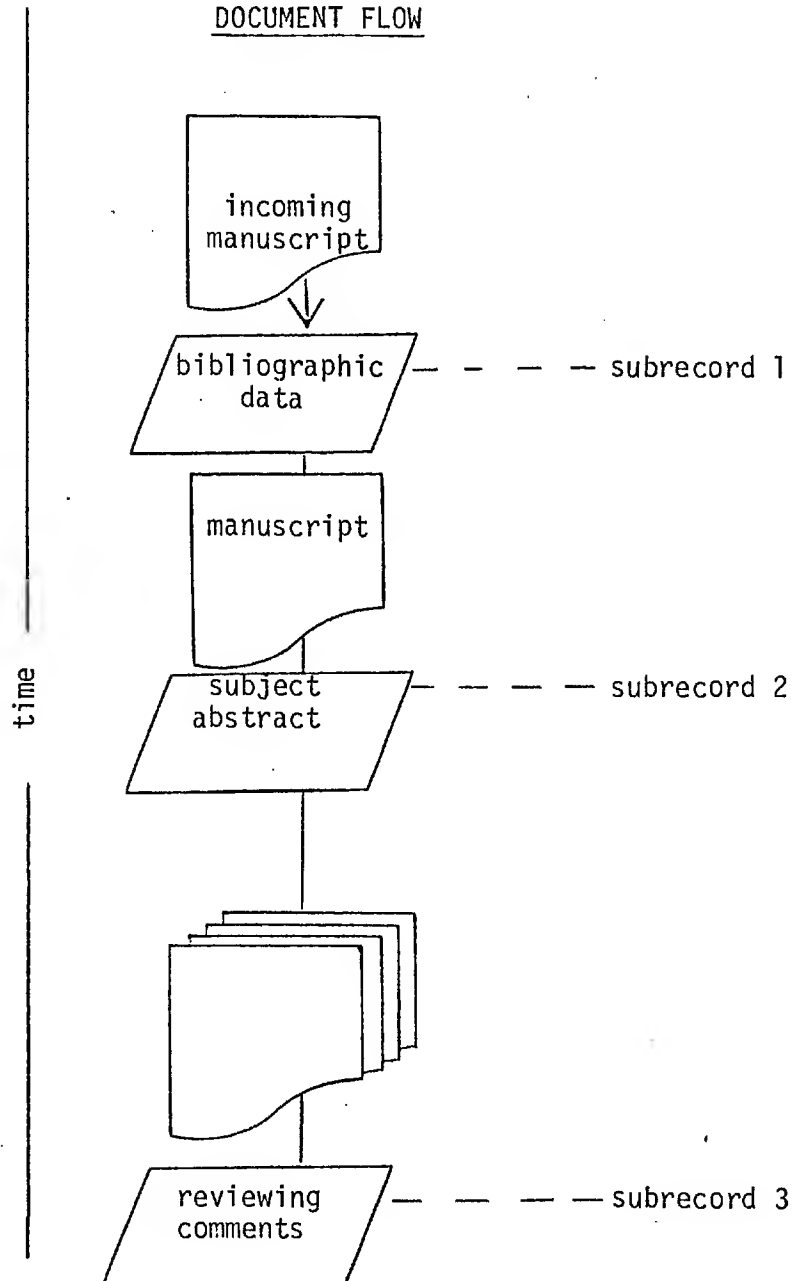 DOCUMENT FLOW
incoming
manuscript
bibliographic
data
subrecord 1
manuscript
subject
abstract
subrecord 2
time
reviewing
comments
subrecord 3